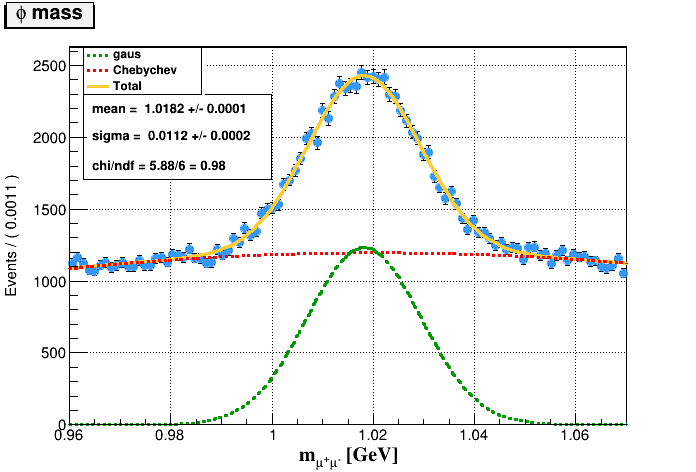 ϕ mass
gaus
Chebychev
Total
mean = 1.0182 +/- 0.0001
sigma = 0.0112 +/- 0.0002
chi/ndf = 5.88/6 = 0.98
Events / ( 0.0011 )
2500
2000
1500
1000
500
0
0.96 0.98 1 1.02 1.04 1.06
m_μ⁺μ⁻ [GeV]